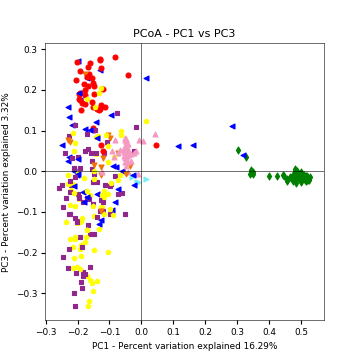 PCoA - PC1 vs PC3
PC3 - Percent variation explained 3.32%
0.3
0.2
0.1
0.0
−0.1
−0.2
−0.3
−0.3 −0.2 −0.1 0.0 0.1 0.2 0.3 0.4 0.5
PC1 - Percent variation explained 16.29%